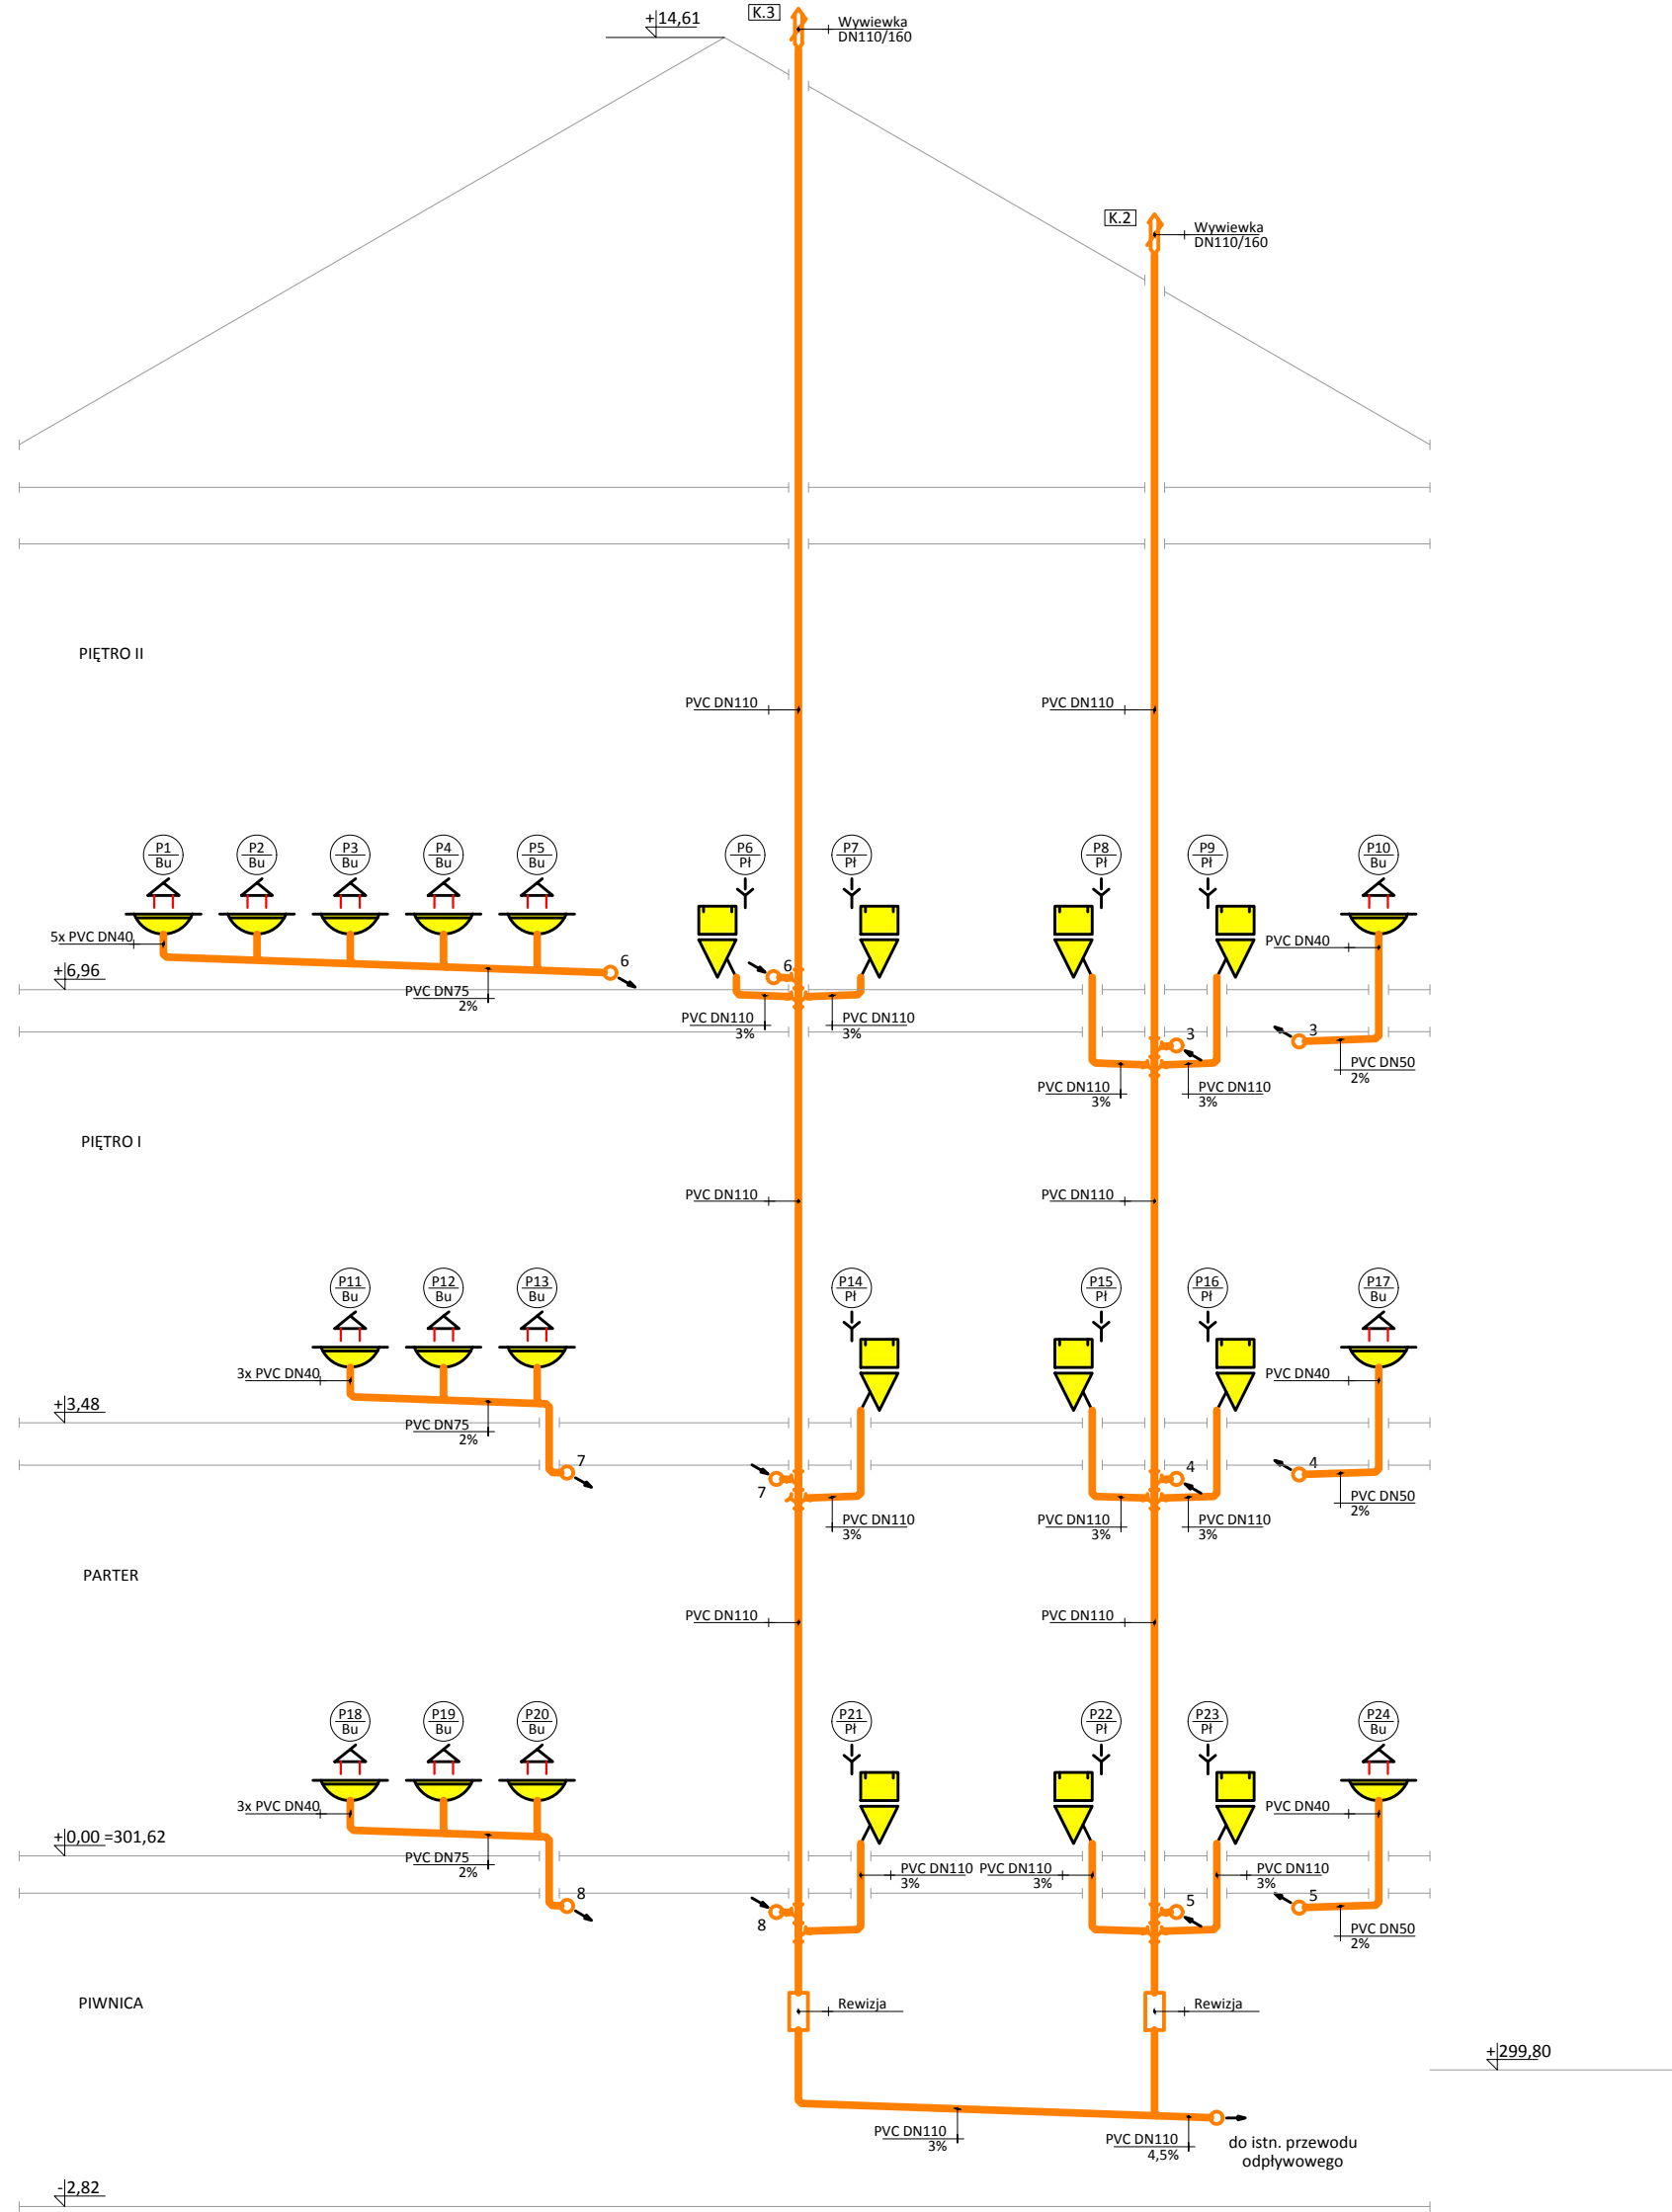 +14,61
K.3
Wywiewka
DN110/160
K.2
Wywiewka
DN110/160
PIĘTRO II
PVC DN110
PVC DN110
P1
Bu
P2
Bu
P3
Bu
P4
Bu
P5
Bu
P6
Pł
P7
Pł
P8
Pł
P9
Pł
P10
Bu
5x PVC DN40
PVC DN40
+6,96
6
6
PVC DN75
2%
PVC DN110
3%
PVC DN110
3%
3
3
PVC DN110
3%
PVC DN110
3%
PVC DN50
2%
PIĘTRO I
PVC DN110
PVC DN110
P11
Bu
P12
Bu
P13
Bu
P14
Pł
P15
Pł
P16
Pł
P17
Bu
3x PVC DN40
PVC DN40
+3,48
PVC DN75
2%
7
7
4
4
PVC DN110
3%
PVC DN110
3%
PVC DN110
3%
PVC DN50
2%
PARTER
PVC DN110
PVC DN110
P18
Bu
P19
Bu
P20
Bu
P21
Pł
P22
Pł
P23
Pł
P24
Bu
3x PVC DN40
PVC DN40
+0,00 =301,62
PVC DN75
2%
PVC DN110
3%
PVC DN110
3%
PVC DN110
3%
8
8
5
5
PVC DN50
2%
PIWNICA
Rewizja
Rewizja
+299,80
PVC DN110
3%
PVC DN110
4,5%
do istn. przewodu
odpływowego
-2,82